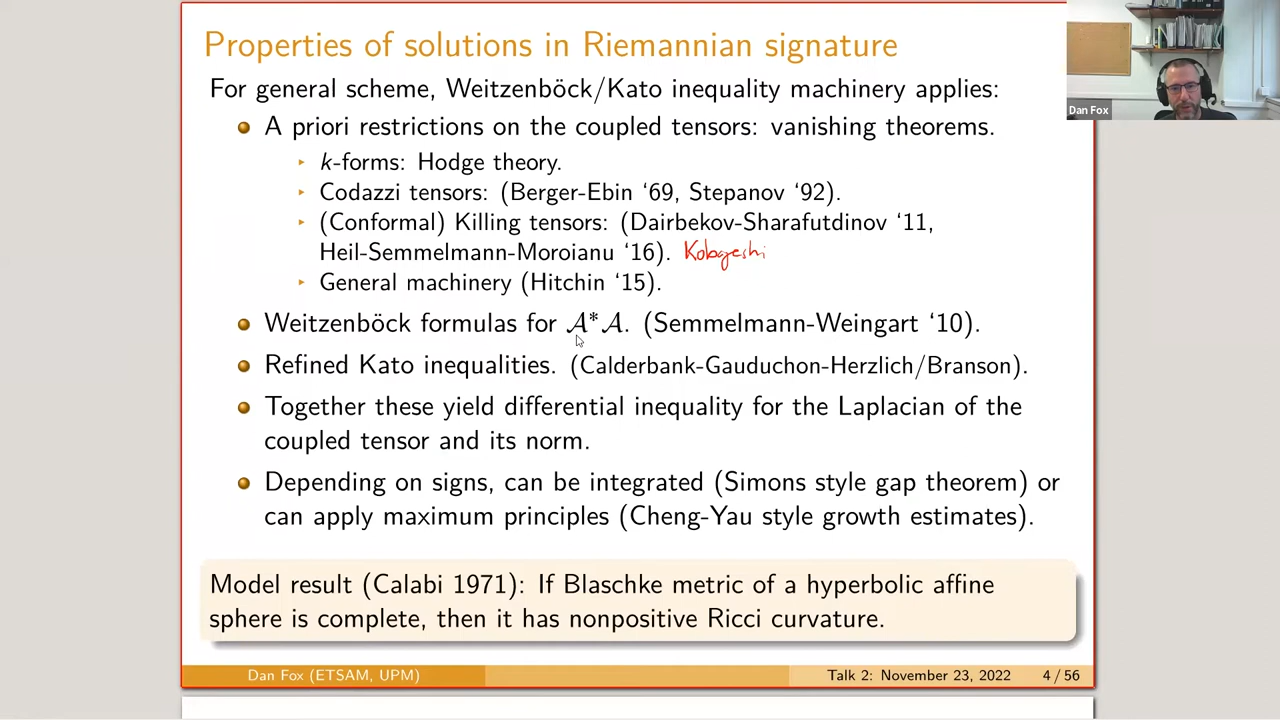 Properties of solutions in Riemannian signature
For general scheme, Weitzenböck/Kato inequality machinery applies:
A priori restrictions on the coupled tensors: vanishing theorems.
k-forms: Hodge theory.
Codazzi tensors: (Berger-Ebin ‘69, Stepanov ‘92).
(Conformal) Killing tensors: (Dairbekov-Sharafutdinov ‘11,
Heil-Semmelmann-Moroianu ‘16). Kobayashi
General machinery (Hitchin ‘15).
Weitzenböck formulas for 𝒜*𝒜. (Semmelmann-Weingart ‘10).
Refined Kato inequalities. (Calderbank-Gauduchon-Herzlich/Branson).
Together these yield differential inequality for the Laplacian of the
coupled tensor and its norm.
Depending on signs, can be integrated (Simons style gap theorem) or
can apply maximum principles (Cheng-Yau style growth estimates).
Model result (Calabi 1971): If Blaschke metric of a hyperbolic affine
sphere is complete, then it has nonpositive Ricci curvature.
Dan Fox (ETSAM, UPM)
Talk 2: November 23, 2022
4 / 56
Dan Fox